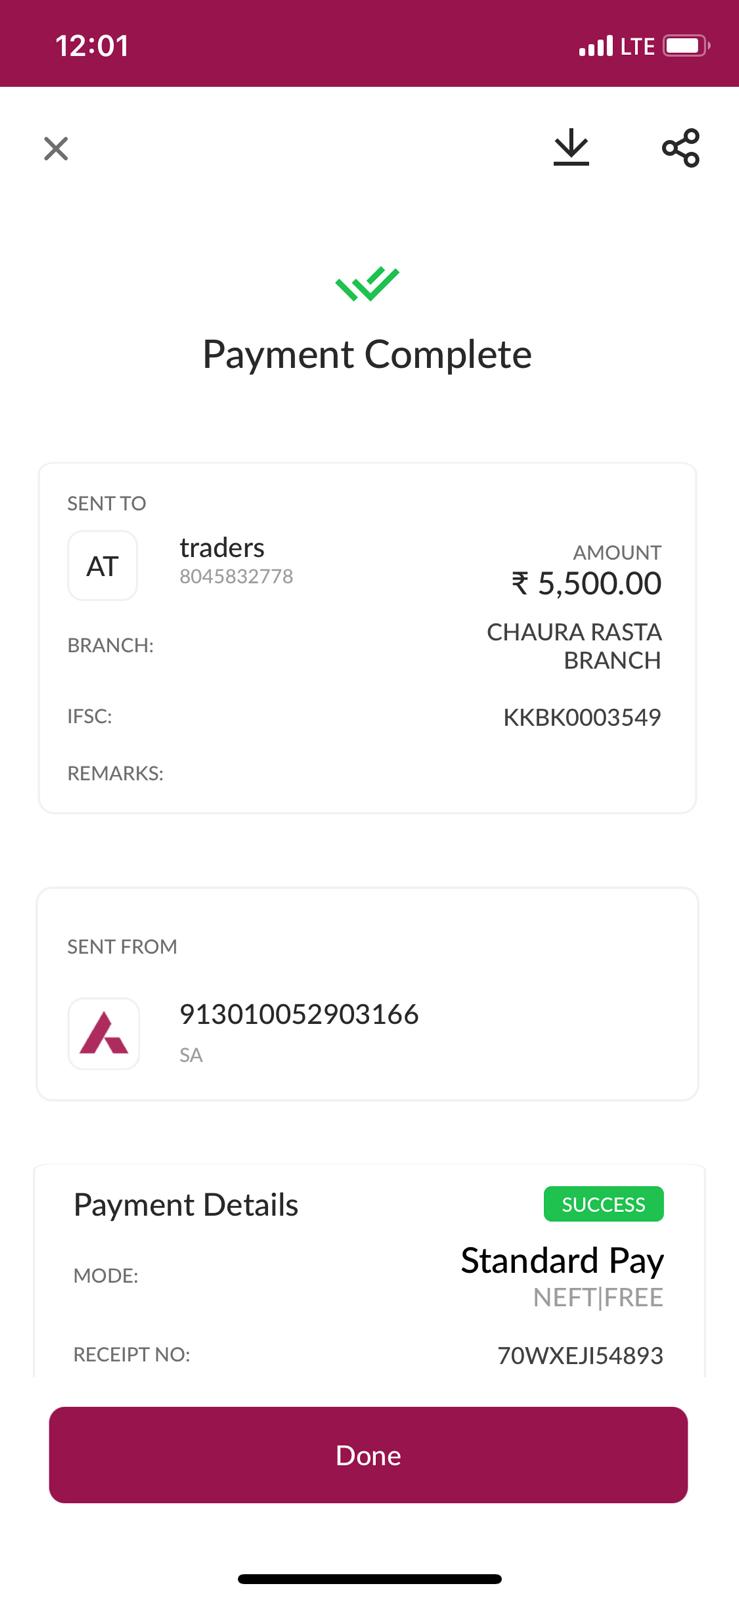 12:01
LTE
Payment Complete
SENT TO
AT
traders
8045832778
AMOUNT
₹ 5,500.00
BRANCH:
CHAURA RASTA
BRANCH
IFSC:
KKBK0003549
REMARKS:
SENT FROM
913010052903166
SA
Payment Details
SUCCESS
MODE:
Standard Pay
NEFT|FREE
RECEIPT NO:
70WXEJI54893
Done